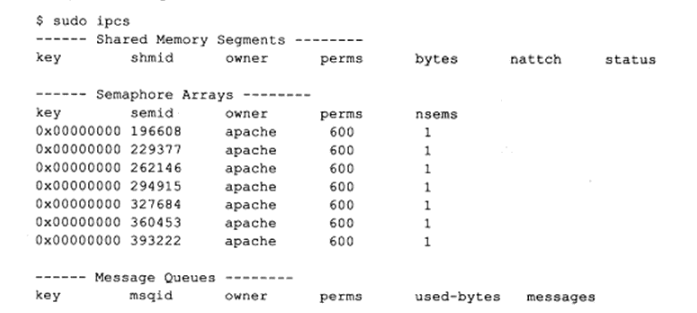 $ sudo ipcs
------ Shared Memory Segments --------
key shmid owner perms bytes nattch status
------ Semaphore Arrays --------
key semid owner perms nsems
0x00000000 196608 apache 600 1
0x00000000 229377 apache 600 1
0x00000000 262146 apache 600 1
0x00000000 294915 apache 600 1
0x00000000 327684 apache 600 1
0x00000000 360453 apache 600 1
0x00000000 393222 apache 600 1
------ Message Queues --------
key msqid owner perms used-bytes messages